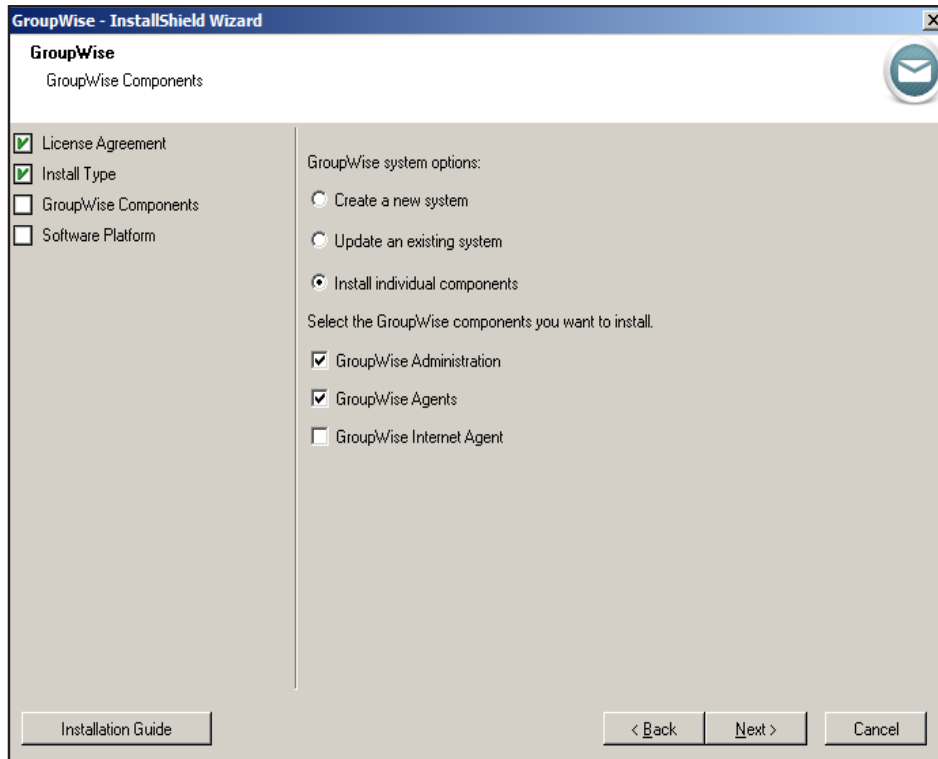 GroupWise - InstallShield Wizard
GroupWise
GroupWise Components
License Agreement
Install Type
GroupWise Components
Software Platform
GroupWise system options:
Create a new system
Update an existing system
Install individual components
Select the GroupWise components you want to install.
GroupWise Administration
GroupWise Agents
GroupWise Internet Agent
Installation Guide
< Back
Next >
Cancel